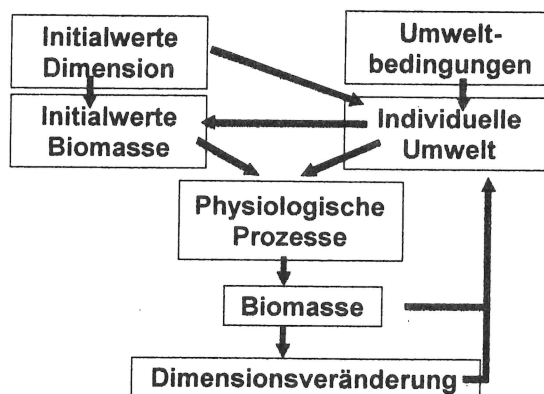 Initialwerte
Dimension
Umwelt-
bedingungen
Initialwerte
Biomasse
Individuelle
Umwelt
Physiologische
Prozesse
Biomasse
Dimensionsveränderung